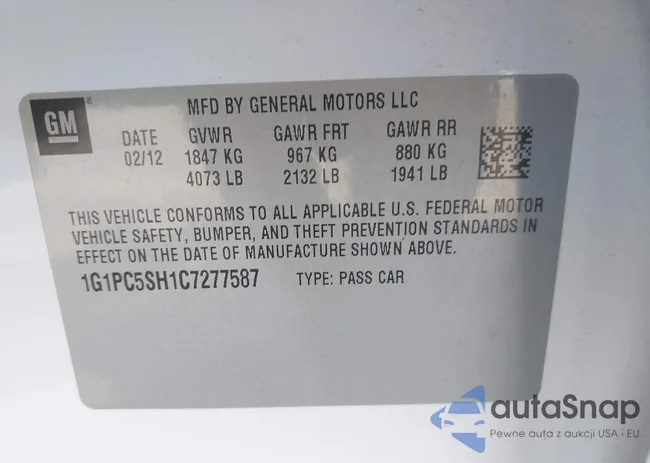 GM
MFD BY GENERAL MOTORS LLC
DATE GVWR GAWR FRT GAWR RR
02/12 1847 KG 967 KG 880 KG
4073 LB 2132 LB 1941 LB
THIS VEHICLE CONFORMS TO ALL APPLICABLE U.S. FEDERAL MOTOR
VEHICLE SAFETY, BUMPER, AND THEFT PREVENTION STANDARDS IN
EFFECT ON THE DATE OF MANUFACTURE SHOWN ABOVE.
1G1PC5SH1C7277587 TYPE: PASS CAR
autaSnap
Pewne auta z aukcji USA i EU